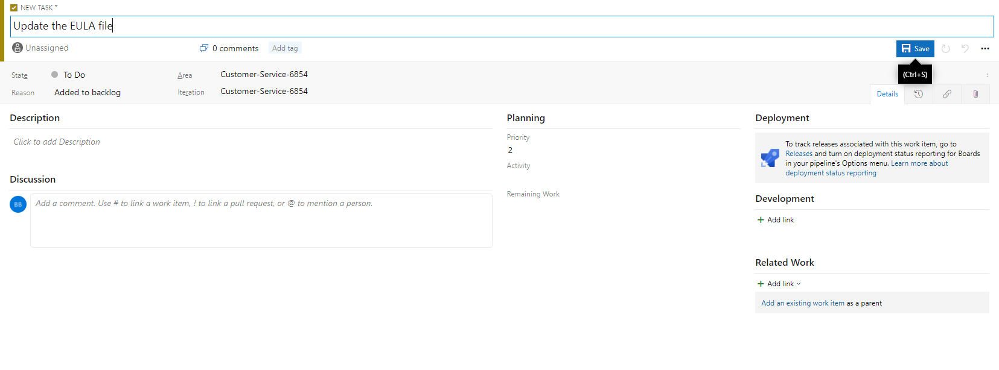 NEW TASK *
Update the EULA file
Unassigned
0 comments
Add tag
Save
(Ctrl+S)
State
To Do
Area
Customer-Service-6854
Reason
Added to backlog
Iteration
Customer-Service-6854
Details
Description
Click to add Description
Discussion
BB
Add a comment. Use # to link a work item, ! to link a pull request, or @ to mention a person.
Planning
Priority
2
Activity
Remaining Work
Deployment
To track releases associated with this work item, go to
Releases and turn on deployment status reporting for Boards
in your pipeline's Options menu. Learn more about
deployment status reporting
Development
+ Add link
Related Work
+ Add link
Add an existing work item as a parent